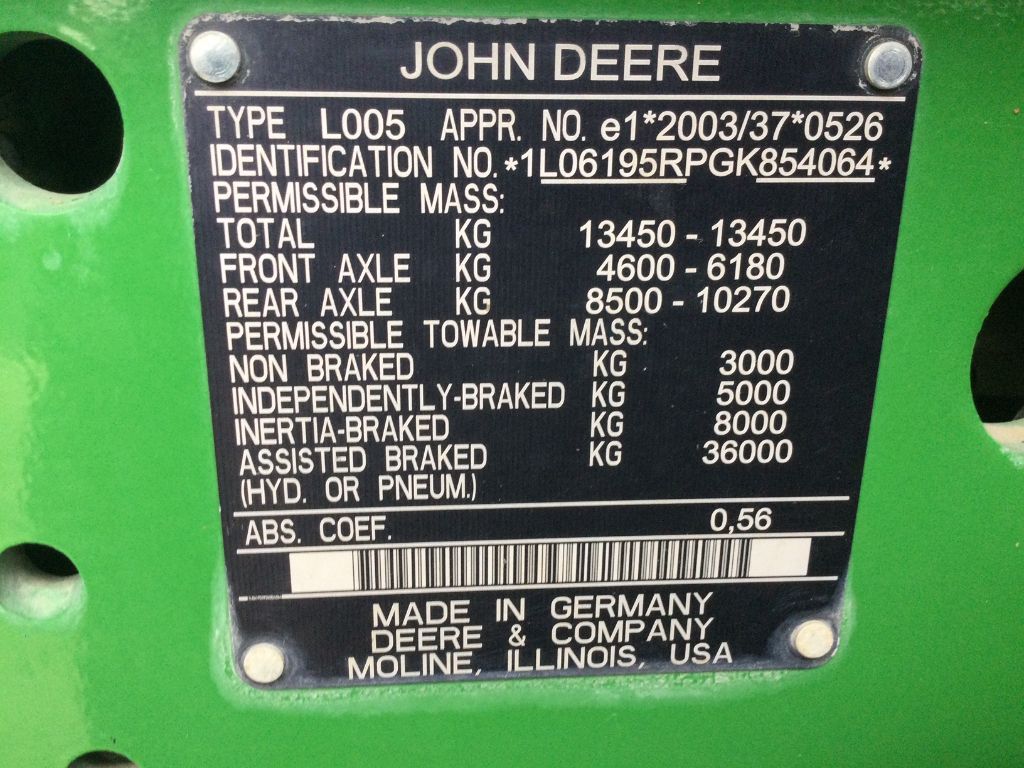 JOHN DEERE
TYPE L005 APPR. NO. e1*2003/37*0526
IDENTIFICATION NO. *1L06195RPGK854064*
PERMISSIBLE MASS:
TOTAL KG 13450 - 13450
FRONT AXLE KG 4600 - 6180
REAR AXLE KG 8500 - 10270
PERMISSIBLE TOWABLE MASS:
NON BRAKED KG 3000
INDEPENDENTLY-BRAKED KG 5000
INERTIA-BRAKED KG 8000
ASSISTED BRAKED KG 36000
(HYD. OR PNEUM.)
ABS. COEF. 0,56
MADE IN GERMANY
DEERE & COMPANY
MOLINE, ILLINOIS, USA